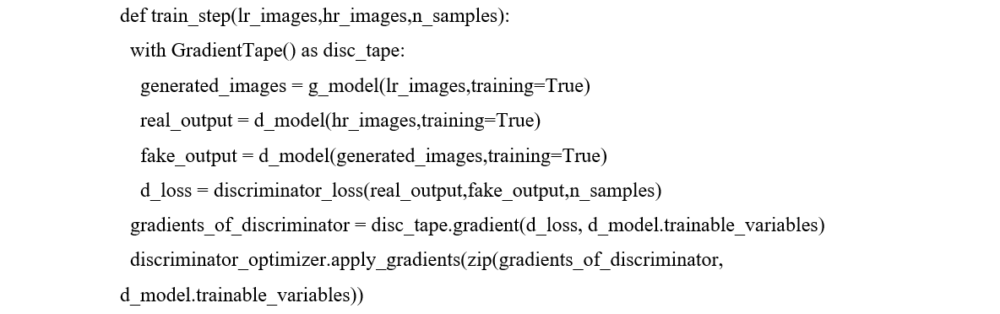 def train_step(lr_images,hr_images,n_samples):
with GradientTape() as disc_tape:
generated_images = g_model(lr_images,training=True)
real_output = d_model(hr_images,training=True)
fake_output = d_model(generated_images,training=True)
d_loss = discriminator_loss(real_output,fake_output,n_samples)
gradients_of_discriminator = disc_tape.gradient(d_loss, d_model.trainable_variables)
discriminator_optimizer.apply_gradients(zip(gradients_of_discriminator,
d_model.trainable_variables))